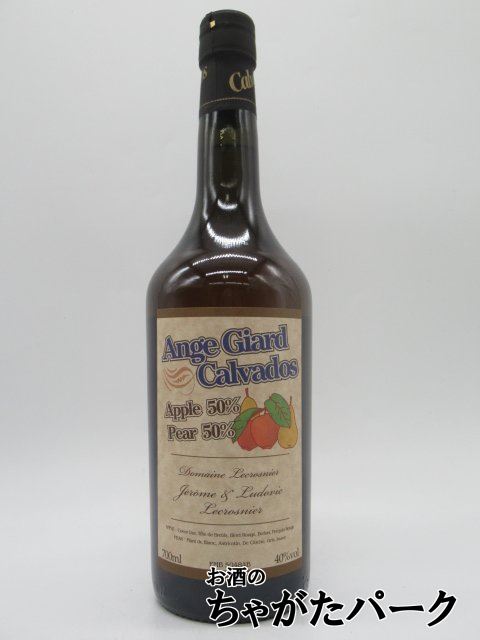 Ange Giard
Calvados
Apple 50%
Pear 50%
Domaine Lecrosnier
Jérôme & Ludovic
Lecrosnier
700ml
40%vol
お酒の
ちゃがたパーク